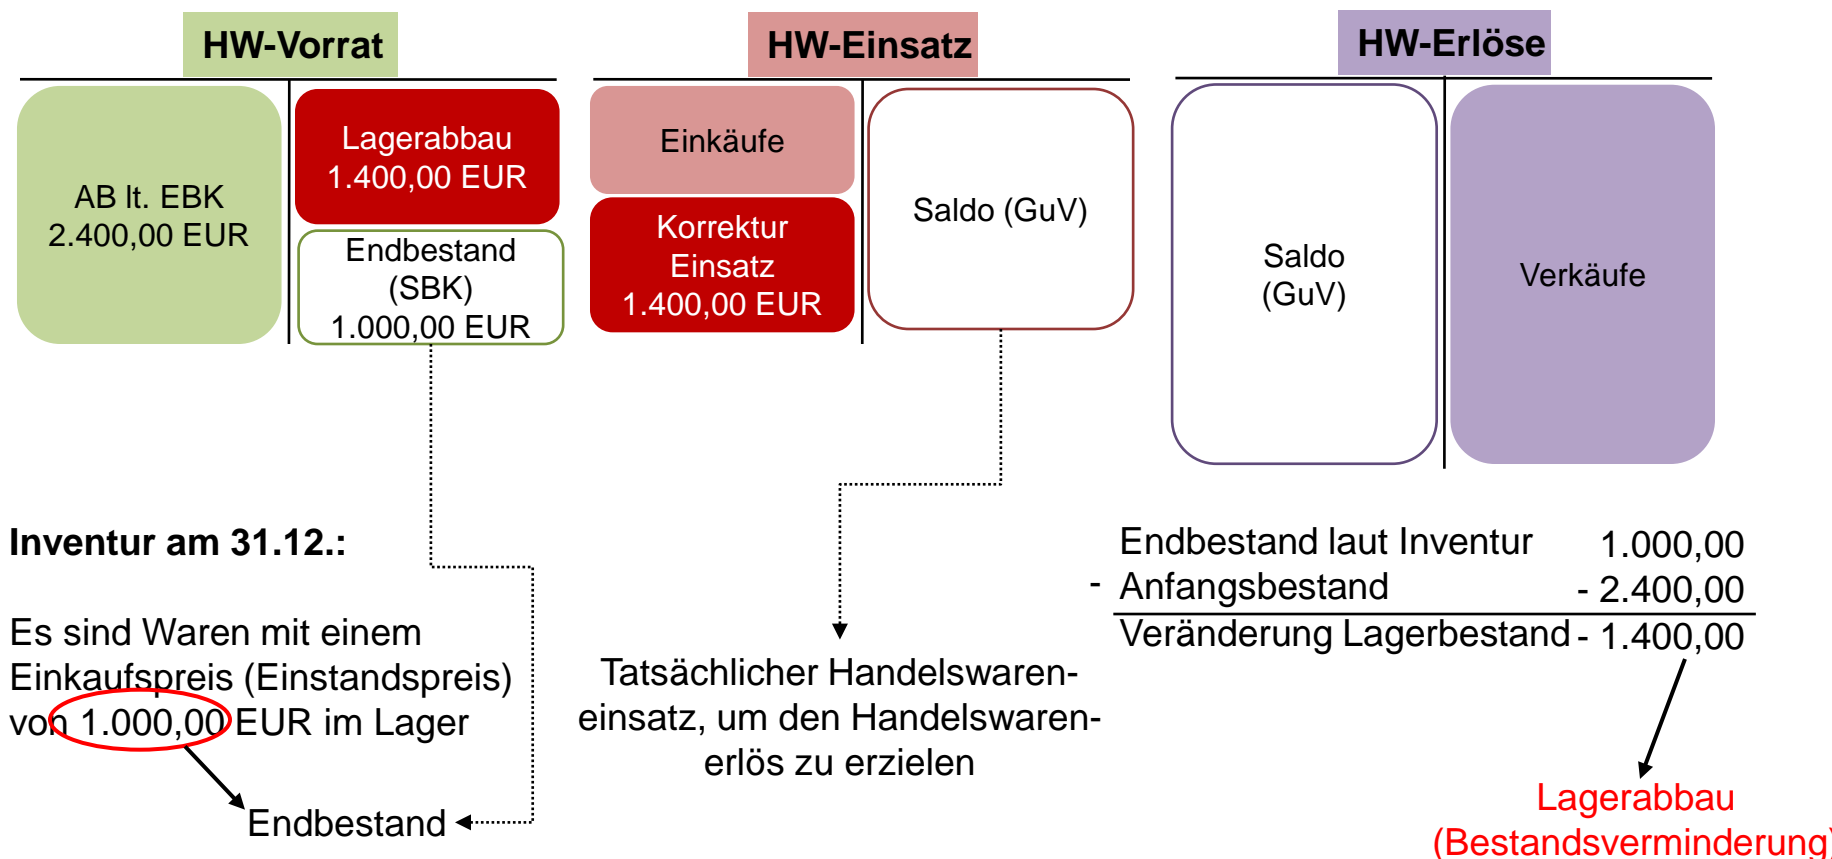 HW-Vorrat
AB lt. EBK
2.400,00 EUR
Lagerabbau
1.400,00 EUR
Endbestand
(SBK)
1.000,00 EUR
HW-Einsatz
Einkäufe
Korrektur
Einsatz
1.400,00 EUR
Saldo (GuV)
HW-Erlöse
Saldo
(GuV)
Verkäufe
Inventur am 31.12.:
Es sind Waren mit einem
Einkaufspreis (Einstandspreis)
von 1.000,00 EUR im Lager
Endbestand
Tatsächlicher Handelswaren-
einsatz, um den Handelswaren-
erlös zu erzielen
Endbestand laut Inventur 1.000,00
- Anfangsbestand - 2.400,00
Veränderung Lagerbestand - 1.400,00
Lagerabbau
(Bestandsverminderung)